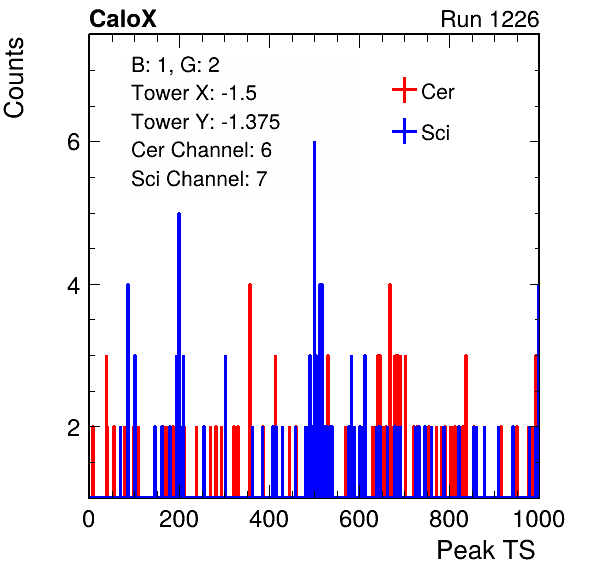 CaloX Run 1226
Counts
B: 1, G: 2
Tower X: -1.5
Tower Y: -1.375
Cer Channel: 6
Sci Channel: 7
Cer
Sci
6
4
2
0 200 400 600 800 1000
Peak TS